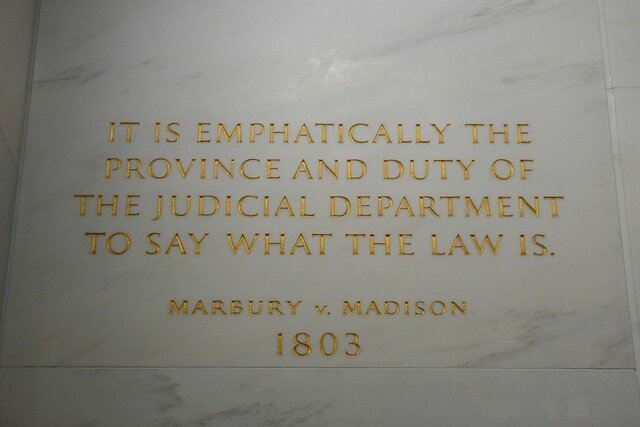 IT IS EMPHATICALLY THE
PROVINCE AND DUTY OF
THE JUDICIAL DEPARTMENT
TO SAY WHAT THE LAW IS.
MARBURY v. MADISON
1803